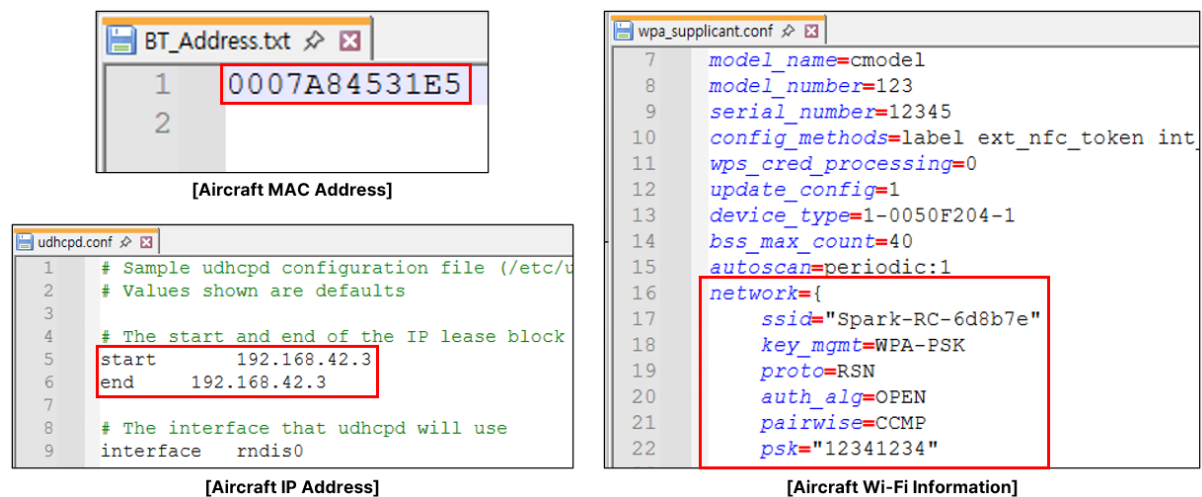 BT_Address.txt
1 0007A84531E5
2
[Aircraft MAC Address]
udhcpd.conf
1 # Sample udhcpd configuration file (/etc/u
2 # Values shown are defaults
3
4 # The start and end of the IP lease block
5 start 192.168.42.3
6 end 192.168.42.3
7
8 # The interface that udhcpd will use
9 interface rndis0
[Aircraft IP Address]
wpa_supplicant.conf
7 model_name=cmodel
8 model_number=123
9 serial_number=12345
10 config_methods=label ext_nfc_token int_
11 wps_cred_processing=0
12 update_config=1
13 device_type=1-0050F204-1
14 bss_max_count=40
15 autoscan=periodic:1
16 network={
17 ssid="Spark-RC-6d8b7e"
18 key_mgmt=WPA-PSK
19 proto=RSN
20 auth_alg=OPEN
21 pairwise=CCMP
22 psk="12341234"
[Aircraft Wi-Fi Information]